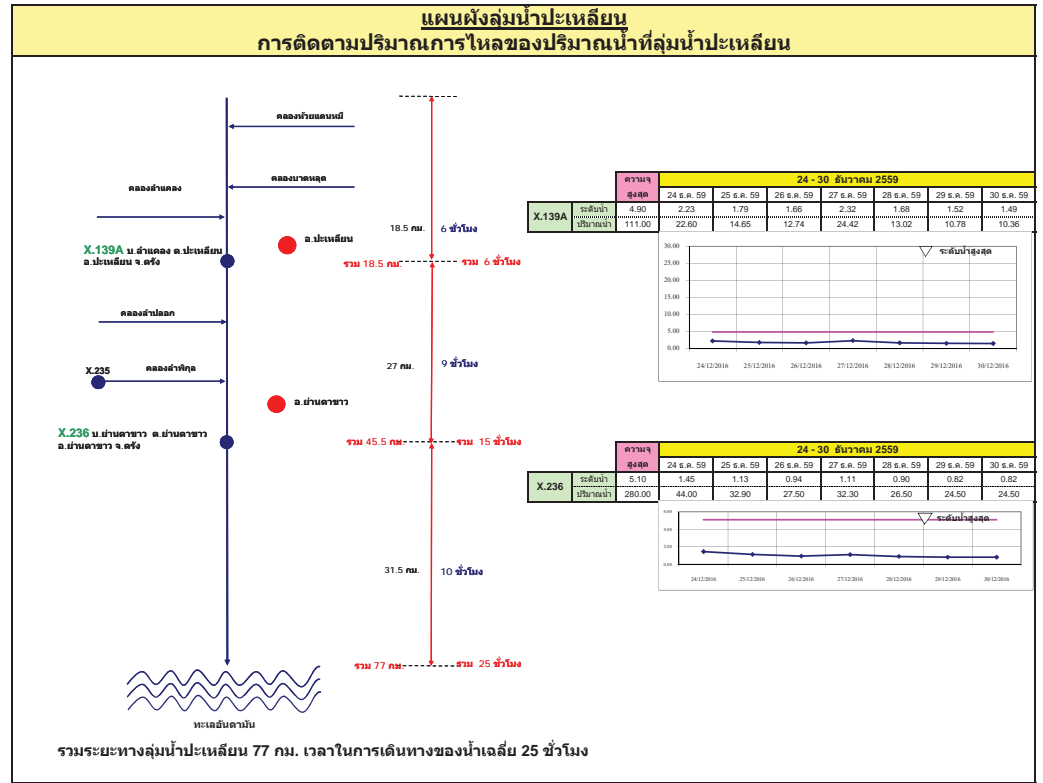 แผนผังลุ่มน้ำปะเหลียน
การติดตามปริมาณการไหลของปริมาณน้ำที่ลุ่มน้ำปะเหลียน
คลองห้วยแดนหมี
คลองบาดหลุด
คลองลำแคลง
18.5 กม.
6 ชั่วโมง
อ.ปะเหลียน
X.139A บ.ลำแคลง ต.ปะเหลียน
อ.ปะเหลียน จ.ตรัง
รวม 18.5 กม.
รวม 6 ชั่วโมง
คลองลำปลอก
27 กม.
9 ชั่วโมง
X.235
คลองลำพิกุล
อ.ย่านตาขาว
X.236 บ.ย่านตาขาว ต.ย่านตาขาว
อ.ย่านตาขาว จ.ตรัง
รวม 45.5 กม.
รวม 15 ชั่วโมง
31.5 กม.
10 ชั่วโมง
รวม 77 กม.
รวม 25 ชั่วโมง
ทะเลอันดามัน
รวมระยะทางลุ่มน้ำปะเหลียน 77 กม. เวลาในการเดินทางของน้ำเฉลี่ย 25 ชั่วโมง
ความจุ 24 - 30 ธันวาคม 2559
สูงสุด 24 ธ.ค. 59 25 ธ.ค. 59 26 ธ.ค. 59 27 ธ.ค. 59 28 ธ.ค. 59 29 ธ.ค. 59 30 ธ.ค. 59
X.139A
ระดับน้ำ 4.90 2.23 1.79 1.66 2.32 1.68 1.52 1.49
ปริมาณน้ำ 111.00 22.60 14.65 12.74 24.42 13.02 10.78 10.36
ระดับน้ำสูงสุด
30.00
25.00
20.00
15.00
10.00
5.00
0.00
24/12/2016 25/12/2016 26/12/2016 27/12/2016 28/12/2016 29/12/2016 30/12/2016
ความจุ 24 - 30 ธันวาคม 2559
สูงสุด 24 ธ.ค. 59 25 ธ.ค. 59 26 ธ.ค. 59 27 ธ.ค. 59 28 ธ.ค. 59 29 ธ.ค. 59 30 ธ.ค. 59
X.236
ระดับน้ำ 5.10 1.45 1.13 0.94 1.11 0.90 0.82 0.82
ปริมาณน้ำ 280.00 44.00 32.90 27.50 32.30 26.50 24.50 24.50
ระดับน้ำสูงสุด
6.00
4.00
2.00
0.00
24/12/2016 25/12/2016 26/12/2016 27/12/2016 28/12/2016 29/12/2016 30/12/2016